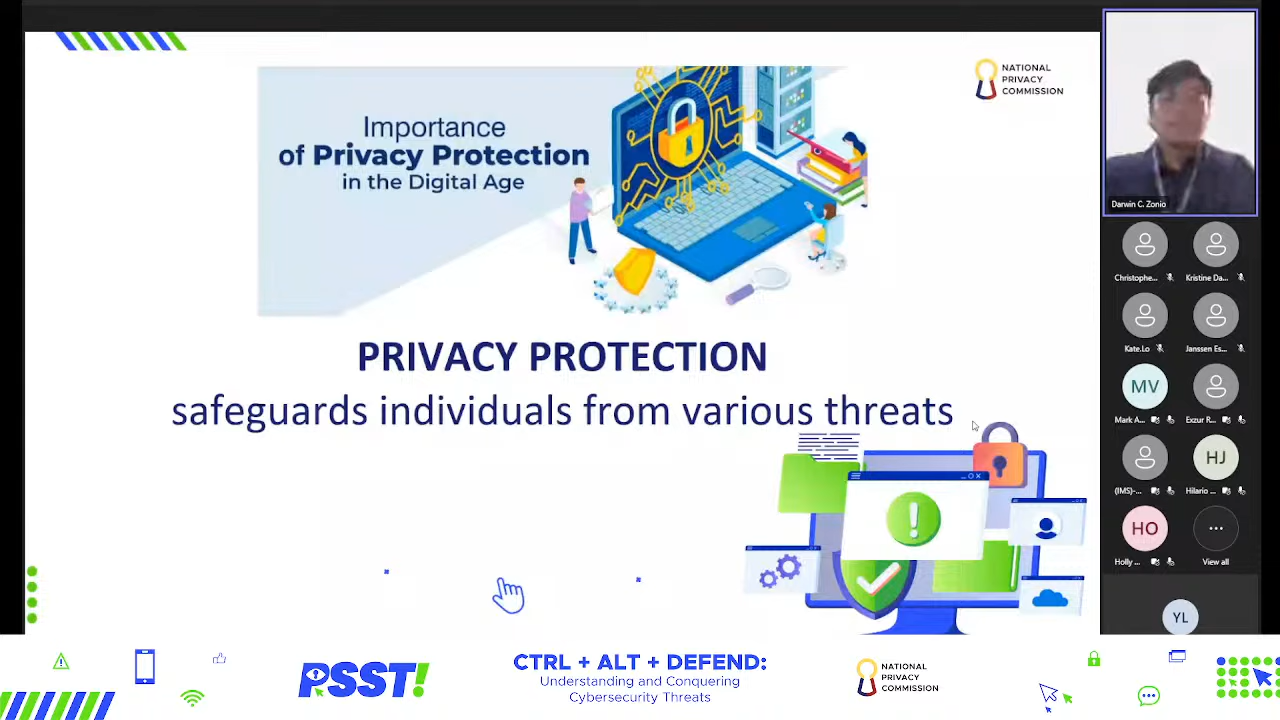 NATIONAL
PRIVACY
COMMISSION
Importance
of Privacy Protection
in the Digital Age
PRIVACY PROTECTION
safeguards individuals from various threats
Darwin C. Zonio
Christophe...
Kristine Da...
Kate.Lo
Janssen Es...
MV
Mark A...
Exzur R...
(IMS)-...
HJ
Hilario ...
HO
Holly ...
View all
YL
PSST!
CTRL + ALT + DEFEND:
Understanding and Conquering
Cybersecurity Threats
NATIONAL
PRIVACY
COMMISSION